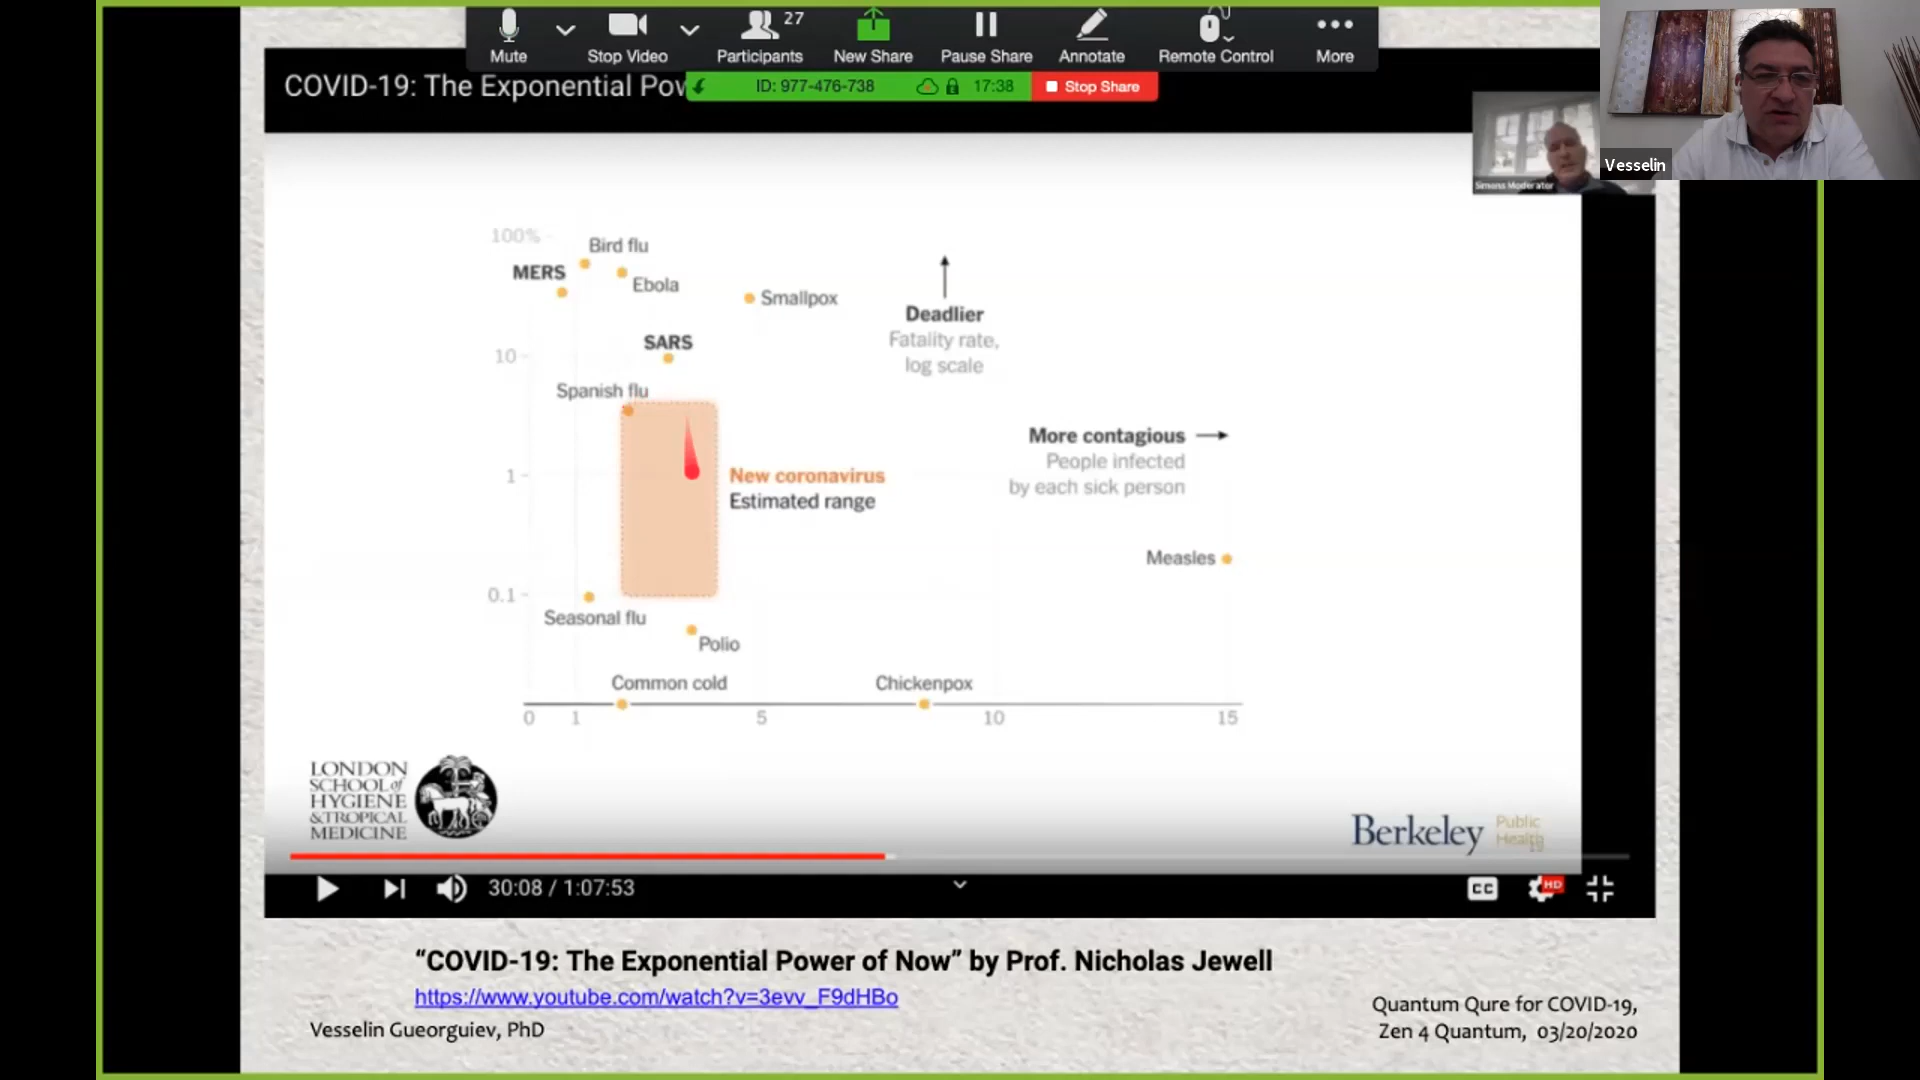 Mute
Stop Video
Participants 27
New Share
Pause Share
Annotate
Remote Control
More
COVID-19: The Exponential Pow
ID: 977-476-738
17:38
Stop Share
Simons Moderator
Vesselin
100%
Bird flu
MERS
Ebola
Smallpox
SARS
10
Spanish flu
Deadlier
Fatality rate,
log scale
More contagious
People infected
by each sick person
1
New coronavirus
Estimated range
Measles
0.1
Seasonal flu
Polio
Common cold
Chickenpox
0 1 5 10 15
LONDON
SCHOOL of
HYGIENE
& TROPICAL
MEDICINE
Berkeley
Public
Health
30:08 / 1:07:53
CC
HD
“COVID-19: The Exponential Power of Now” by Prof. Nicholas Jewell
https://www.youtube.com/watch?v=3evv_F9dHBo
Vesselin Gueorguiev, PhD
Quantum Qure for COVID-19,
Zen 4 Quantum, 03/20/2020